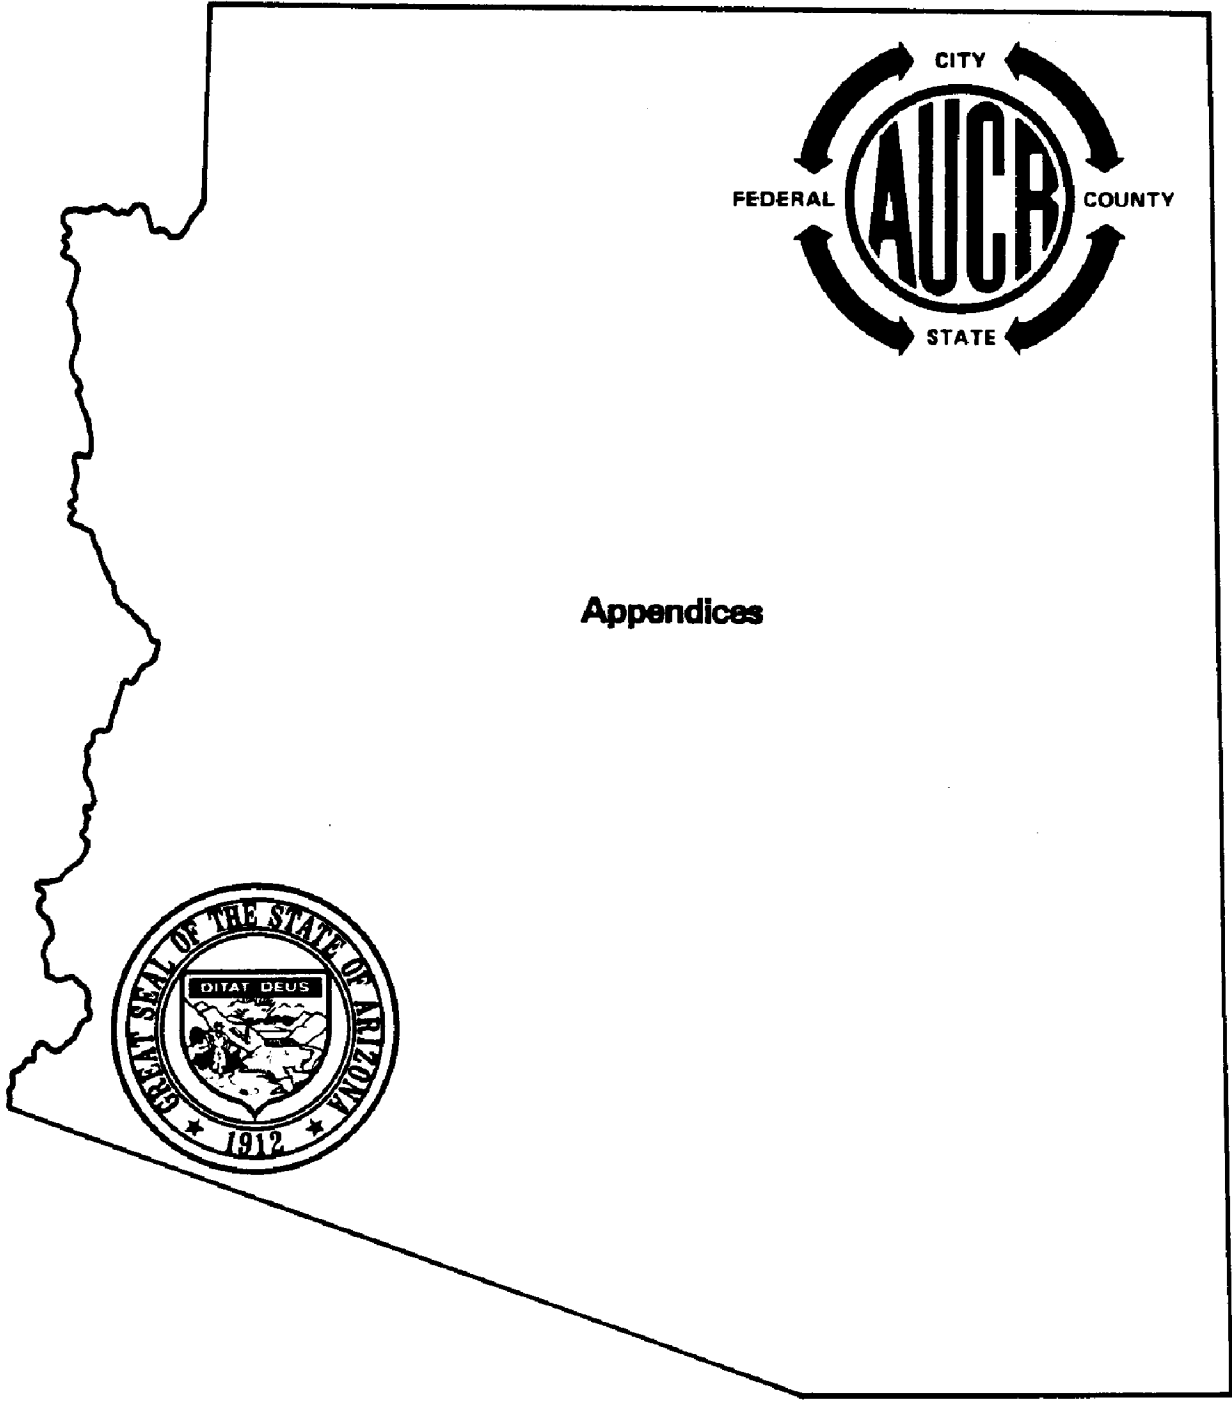 CITY
AUCR
FEDERAL
COUNTY
STATE
Appendices
GREAT SEAL OF THE STATE OF ARIZONA
DITAT DEUS
1912